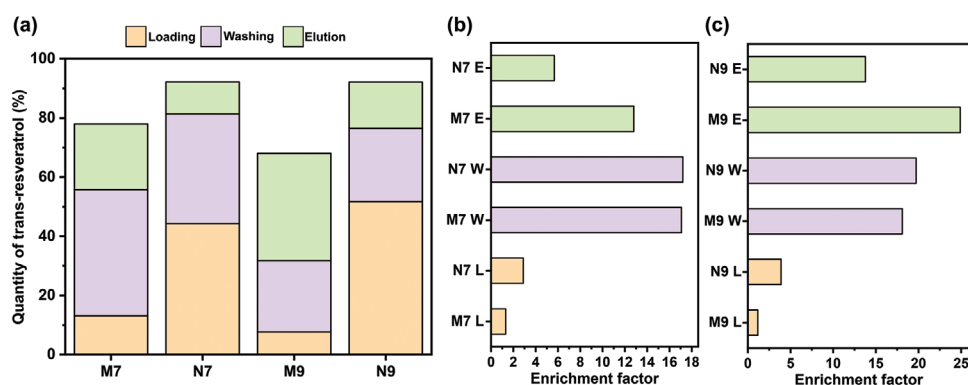 (a)
Loading Washing Elution
Quantity of trans-resveratrol (%)
100
80
60
40
20
0
M7 N7 M9 N9
(b)
N7 E
M7 E
N7 W
M7 W
N7 L
M7 L
0 2 4 6 8 10 12 14 16 18
Enrichment factor
(c)
N9 E
M9 E
N9 W
M9 W
N9 L
M9 L
0 5 10 15 20 25
Enrichment factor